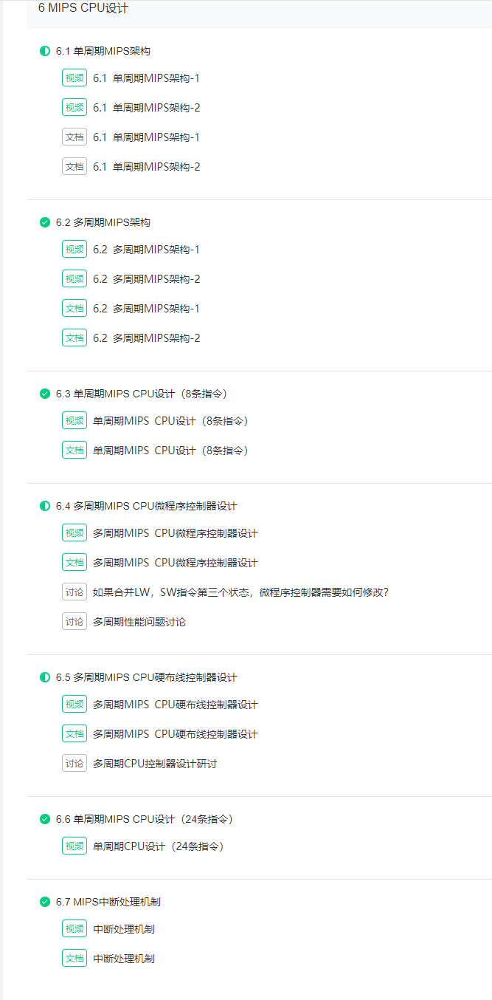 6 MIPS CPU设计
6.1 单周期MIPS架构
视频 6.1 单周期MIPS架构-1
视频 6.1 单周期MIPS架构-2
文档 6.1 单周期MIPS架构-1
文档 6.1 单周期MIPS架构-2
6.2 多周期MIPS架构
视频 6.2 多周期MIPS架构-1
视频 6.2 多周期MIPS架构-2
文档 6.2 多周期MIPS架构-1
文档 6.2 多周期MIPS架构-2
6.3 单周期MIPS CPU设计（8条指令）
视频 单周期MIPS CPU设计（8条指令）
文档 单周期MIPS CPU设计（8条指令）
6.4 多周期MIPS CPU微程序控制器设计
视频 多周期MIPS CPU微程序控制器设计
文档 多周期MIPS CPU微程序控制器设计
讨论 如果合并LW，SW指令第三个状态，微程序控制器需要如何修改?
讨论 多周期性能问题讨论
6.5 多周期MIPS CPU硬布线控制器设计
视频 多周期MIPS CPU硬布线控制器设计
文档 多周期MIPS CPU硬布线控制器设计
讨论 多周期CPU控制器设计研讨
6.6 单周期MIPS CPU设计（24条指令）
视频 单周期CPU设计（24条指令）
6.7 MIPS中断处理机制
视频 中断处理机制
文档 中断处理机制